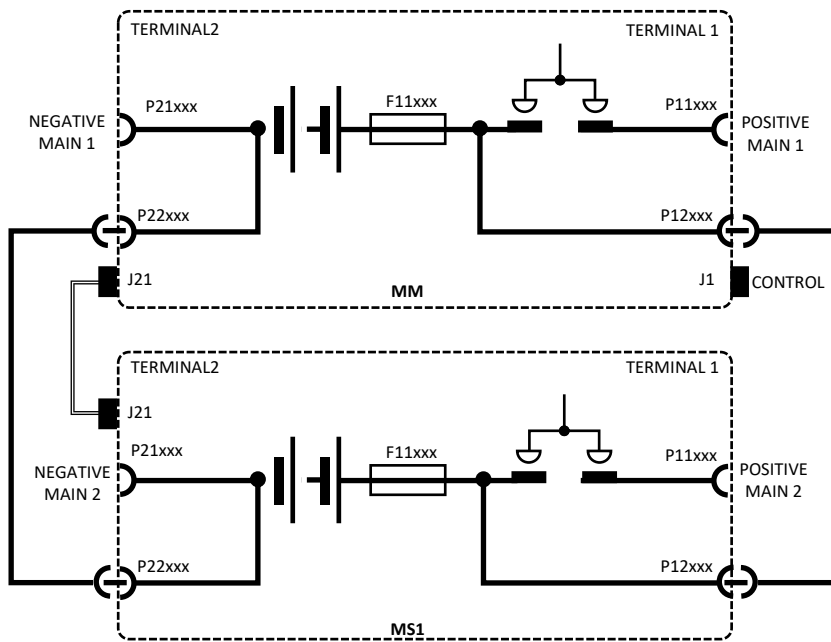 TERMINAL2
TERMINAL 1
P21xxx
F11xxx
P11xxx
NEGATIVE
MAIN 1
POSITIVE
MAIN 1
P22xxx
P12xxx
J21
J1
CONTROL
MM
TERMINAL2
TERMINAL 1
J21
P21xxx
F11xxx
P11xxx
NEGATIVE
MAIN 2
POSITIVE
MAIN 2
P22xxx
P12xxx
MS1